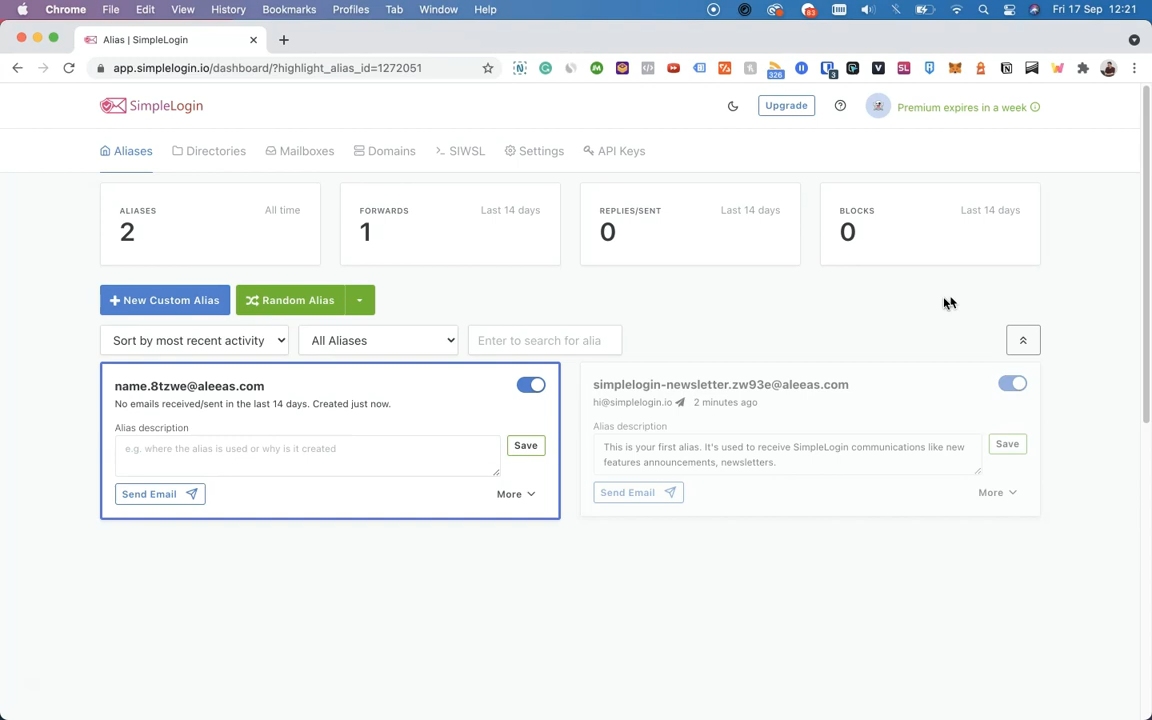 Chrome File Edit View History Bookmarks Profiles Tab Window Help 83 Fri 17 Sep 12:21
Alias | SimpleLogin
app.simplelogin.io/dashboard/?highlight_alias_id=1272051 326 3 SL
SimpleLogin Upgrade Premium expires in a week
Aliases Directories Mailboxes Domains SIWSL Settings API Keys
ALIASES All time FORWARDS Last 14 days REPLIES/SENT Last 14 days BLOCKS Last 14 days
2 1 0 0
New Custom Alias Random Alias
Sort by most recent activity All Aliases Enter to search for alia
name.8tzwe@aleeas.com simplelogin-newsletter.zw93e@aleeas.com
No emails received/sent in the last 14 days. Created just now. hi@simplelogin.io 2 minutes ago
Alias description Alias description
e.g. where the alias is used or why is it created Save This is your first alias. It's used to receive SimpleLogin communications like new Save
features announcements, newsletters.
Send Email More Send Email More